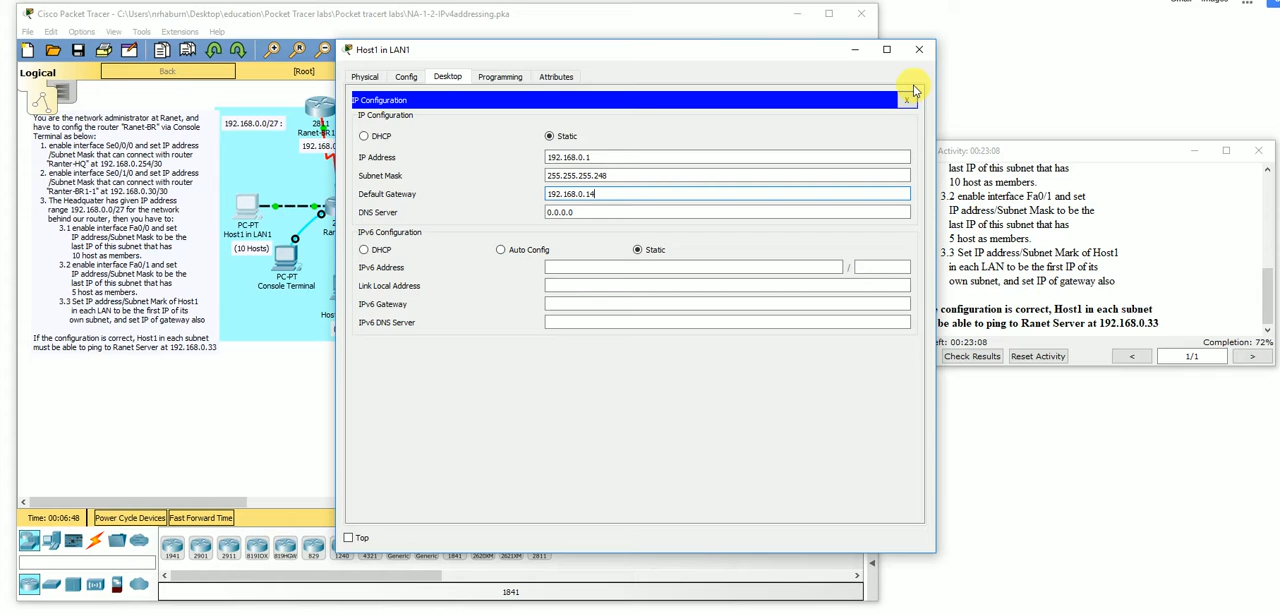 Cisco Packet Tracer - C:\Users\nrhaburn\Desktop\education\Pocket Tracer labs\Pocket tracert labs\NA-1-2-IPv4addressing.pka
File Edit Options View Tools Extensions Help
Logical Back [Root]
You are the network administrator at Ranet, and
have to config the router "Ranet-BR" via Console
Terminal as below:
1. enable interface Se0/0/0 and set IP address
/Subnet Mask that can connect with router
"Ranter-HQ" at 192.168.0.254/30
2. enable interface Se0/1/0 and set IP address
/Subnet Mask that can connect with router
"Ranter-BR1-1" at 192.168.0.30/30
3. The Headquater has given IP address
range 192.168.0.0/27 for the network
behind our router, then you have to:
3.1 enable interface Fa0/0 and set
IP address/Subnet Mask to be the
last IP of this subnet that has
10 host as members.
3.2 enable interface Fa0/1 and set
IP address/Subnet Mask to be the
last IP of this subnet that has
5 host as members.
3.3 Set IP address/Subnet Mark of Host1
in each LAN to be the first IP of its
own subnet, and set IP of gateway also
If the configuration is correct, Host1 in each subnet
must be able to ping to Ranet Server at 192.168.0.33
192.168.0.0/27 :
2811
Ranet-BR1
192.168.0
PC-PT
Host1 in LAN1
(10 Hosts)
Ra
PC-PT
Console Terminal
Hos
Host1 in LAN1
Physical Config Desktop Programming Attributes
IP Configuration X
IP Configuration
DHCP Static
IP Address 192.168.0.1
Subnet Mask 255.255.255.248
Default Gateway 192.168.0.14
DNS Server 0.0.0.0
IPv6 Configuration
DHCP Auto Config Static
IPv6 Address /
Link Local Address
IPv6 Gateway
IPv6 DNS Server
Top
last IP of this subnet that has
10 host as members.
3.2 enable interface Fa0/1 and set
IP address/Subnet Mask to be the
last IP of this subnet that has
5 host as members.
3.3 Set IP address/Subnet Mark of Host1
in each LAN to be the first IP of its
own subnet, and set IP of gateway also
configuration is correct, Host1 in each subnet
be able to ping to Ranet Server at 192.168.0.33
eft: 00:23:08 Completion: 72%
Check Results Reset Activity < 1/1 >
Time: 00:06:48 Power Cycle Devices Fast Forward Time
1941 2901 2911 819IOX 819HGW 829 1240 4321 Generic Generic 1841 2620XM 2621XM 2811
1841